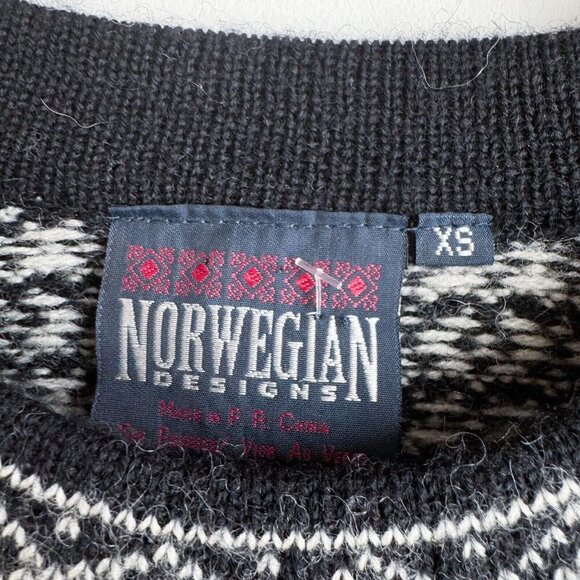 NORWEGIAN
DESIGNS
Made in P. R. China
XS